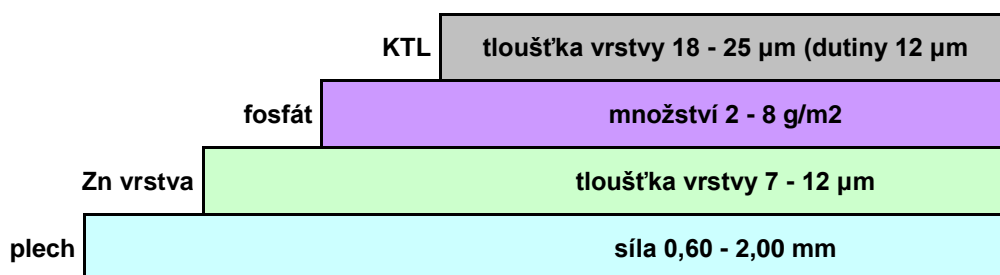 KTL tloušťka vrstvy 18 - 25 µm (dutiny 12 µm
fosfát množství 2 - 8 g/m2
Zn vrstva tloušťka vrstvy 7 - 12 µm
plech síla 0,60 - 2,00 mm